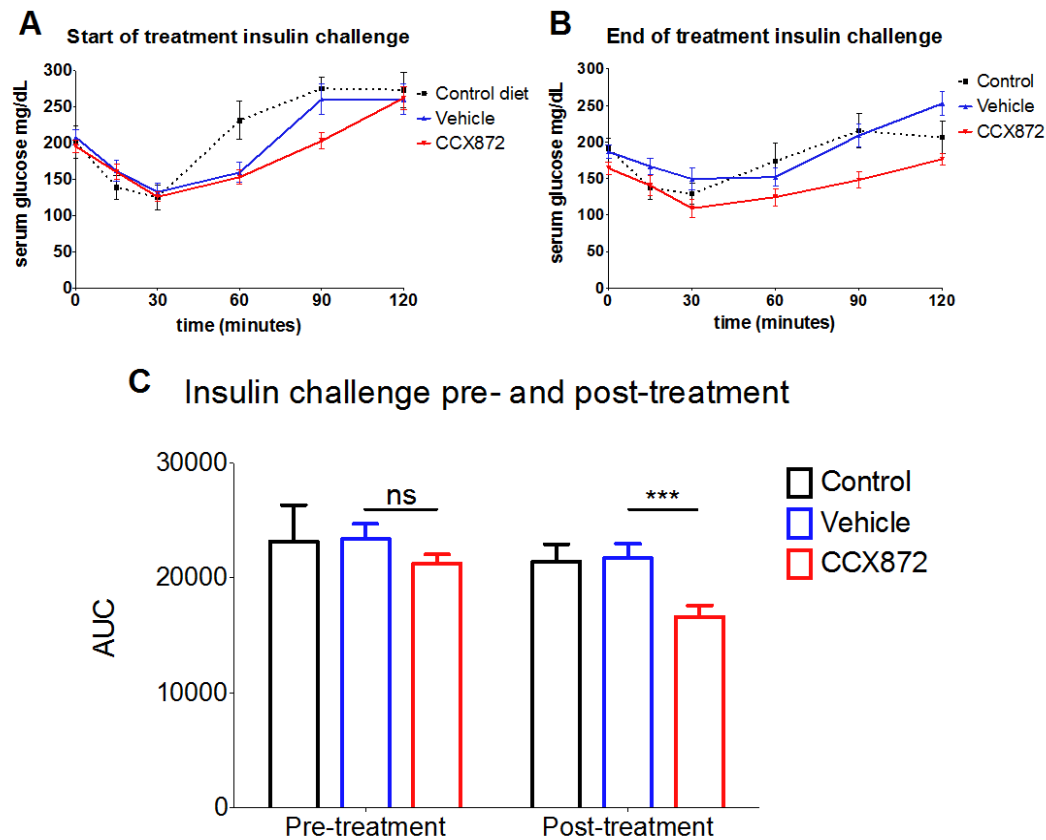 A Start of treatment insulin challenge
300
250
200
150
100
50
0
serum glucose mg/dL
0 30 60 90 120
time (minutes)
Control diet
Vehicle
CCX872
B End of treatment insulin challenge
300
250
200
150
100
50
0
serum glucose mg/dL
0 30 60 90 120
time (minutes)
Control
Vehicle
CCX872
C Insulin challenge pre- and post-treatment
30000
20000
10000
0
AUC
ns
***
Pre-treatment Post-treatment
Control
Vehicle
CCX872